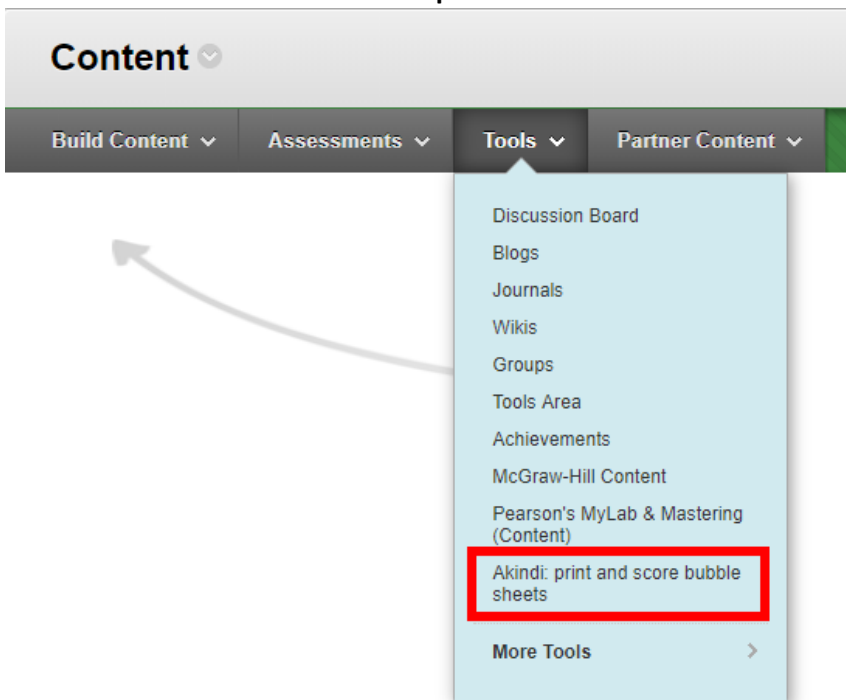 Content
Build Content
Assessments
Tools
Partner Content
Discussion Board
Blogs
Journals
Wikis
Groups
Tools Area
Achievements
McGraw-Hill Content
Pearson's MyLab & Mastering
(Content)
Akindi: print and score bubble
sheets
More Tools